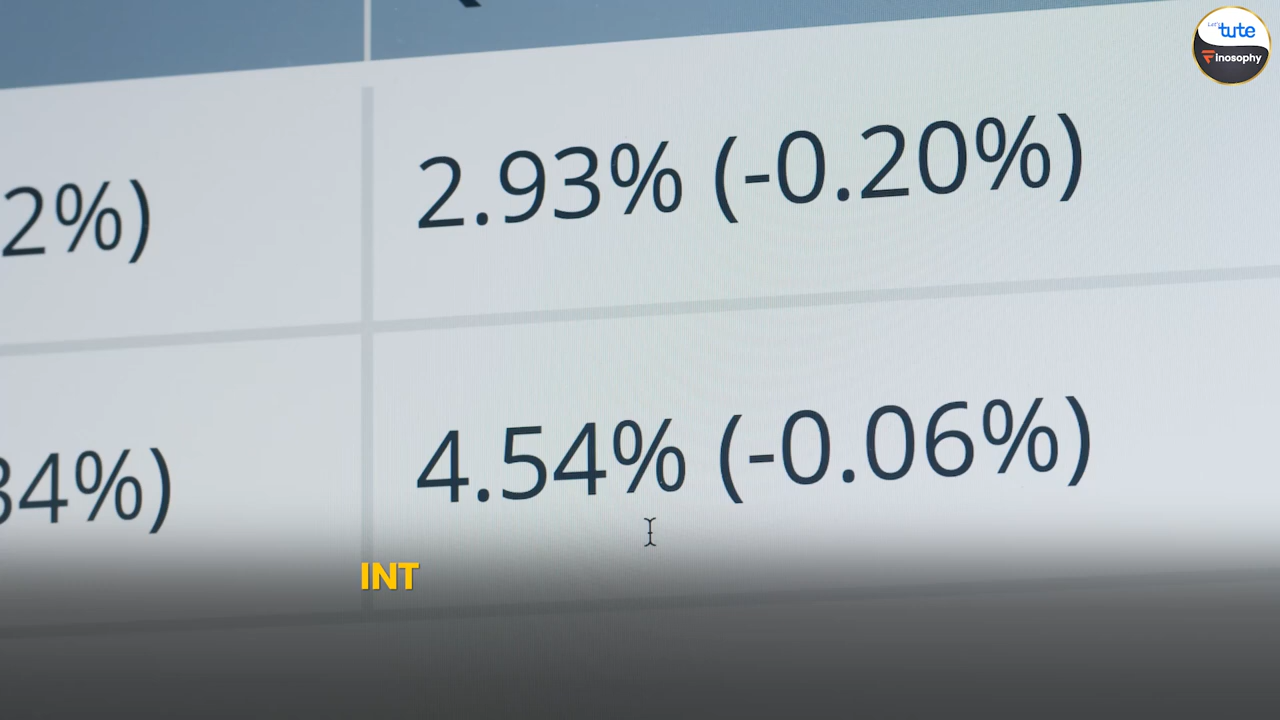 Let's
tute
Finosophy
2%)
2.93% (-0.20%)
34%)
4.54% (-0.06%)
INT